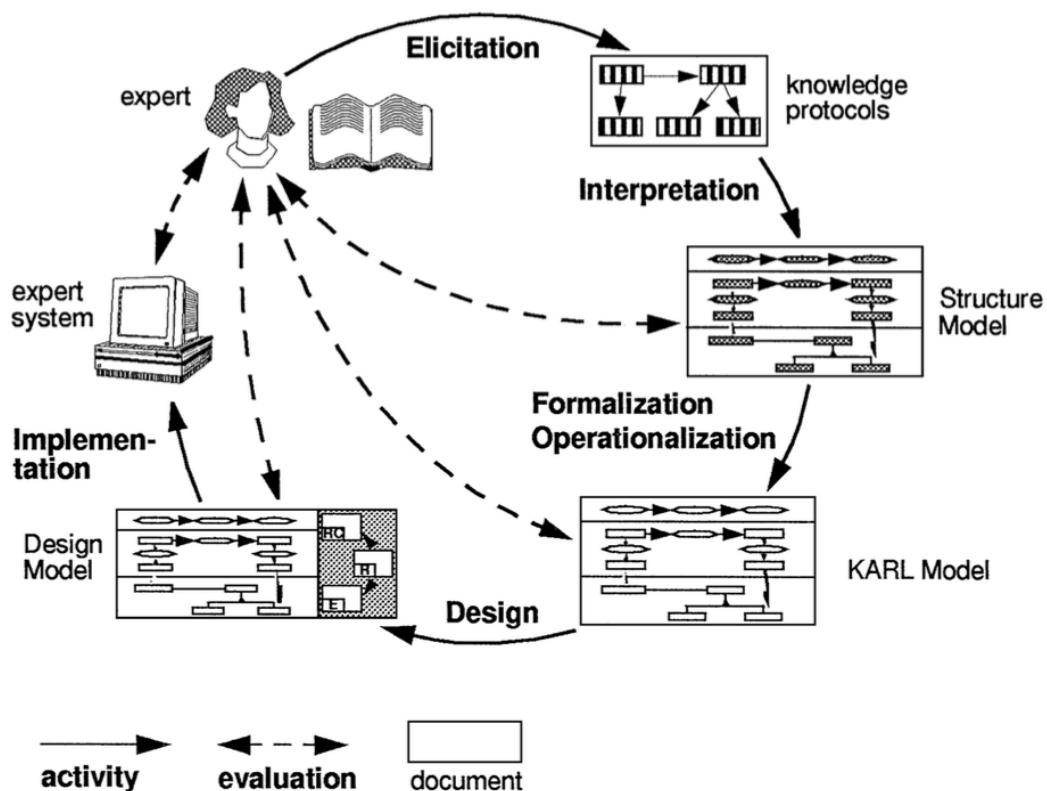 Elicitation
expert
knowledge
protocols
Interpretation
expert
system
Structure
Model
Formalization
Operationalization
Implemen-
tation
Design
Model
RC
R
E
KARL Model
Design
activity
evaluation
document